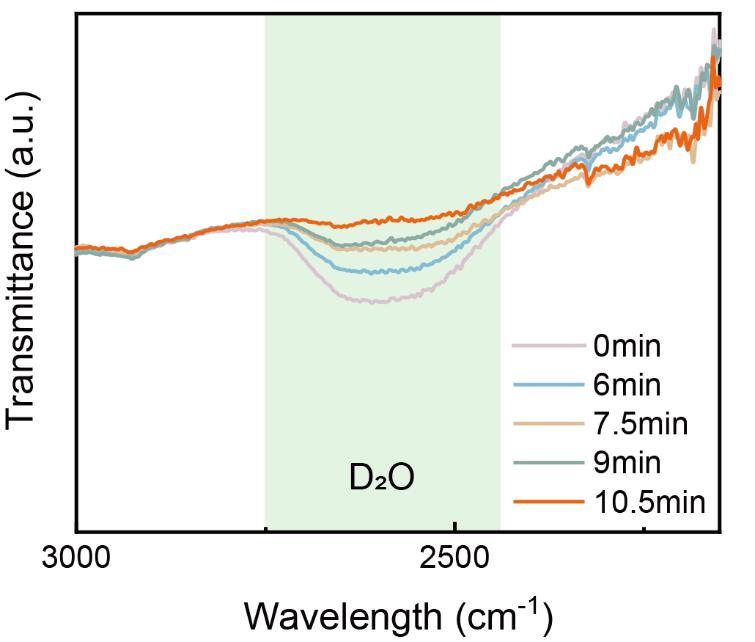 Transmittance (a.u.)
0min
6min
7.5min
9min
10.5min
D₂O
3000
2500
Wavelength (cm⁻¹)